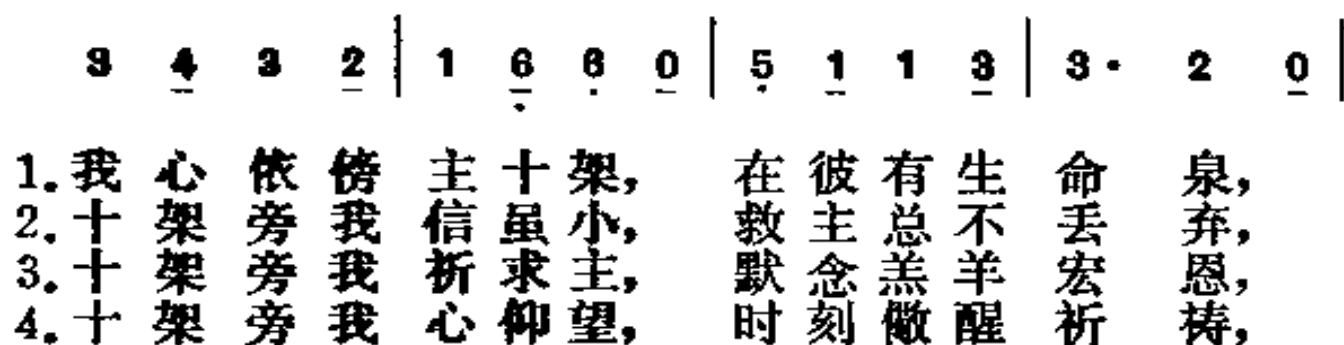 3 4 3 2 | 1 6 6 0 | 5 1 1 3 | 3· 2 0 |
1.我心依傍主十架,在彼有生命泉,
2.十架旁我信虽小,救主总不丢弃,
3.十架旁我祈求主,默念羔羊宏恩,
4.十架旁我心仰望,时刻儆醒祈祷,